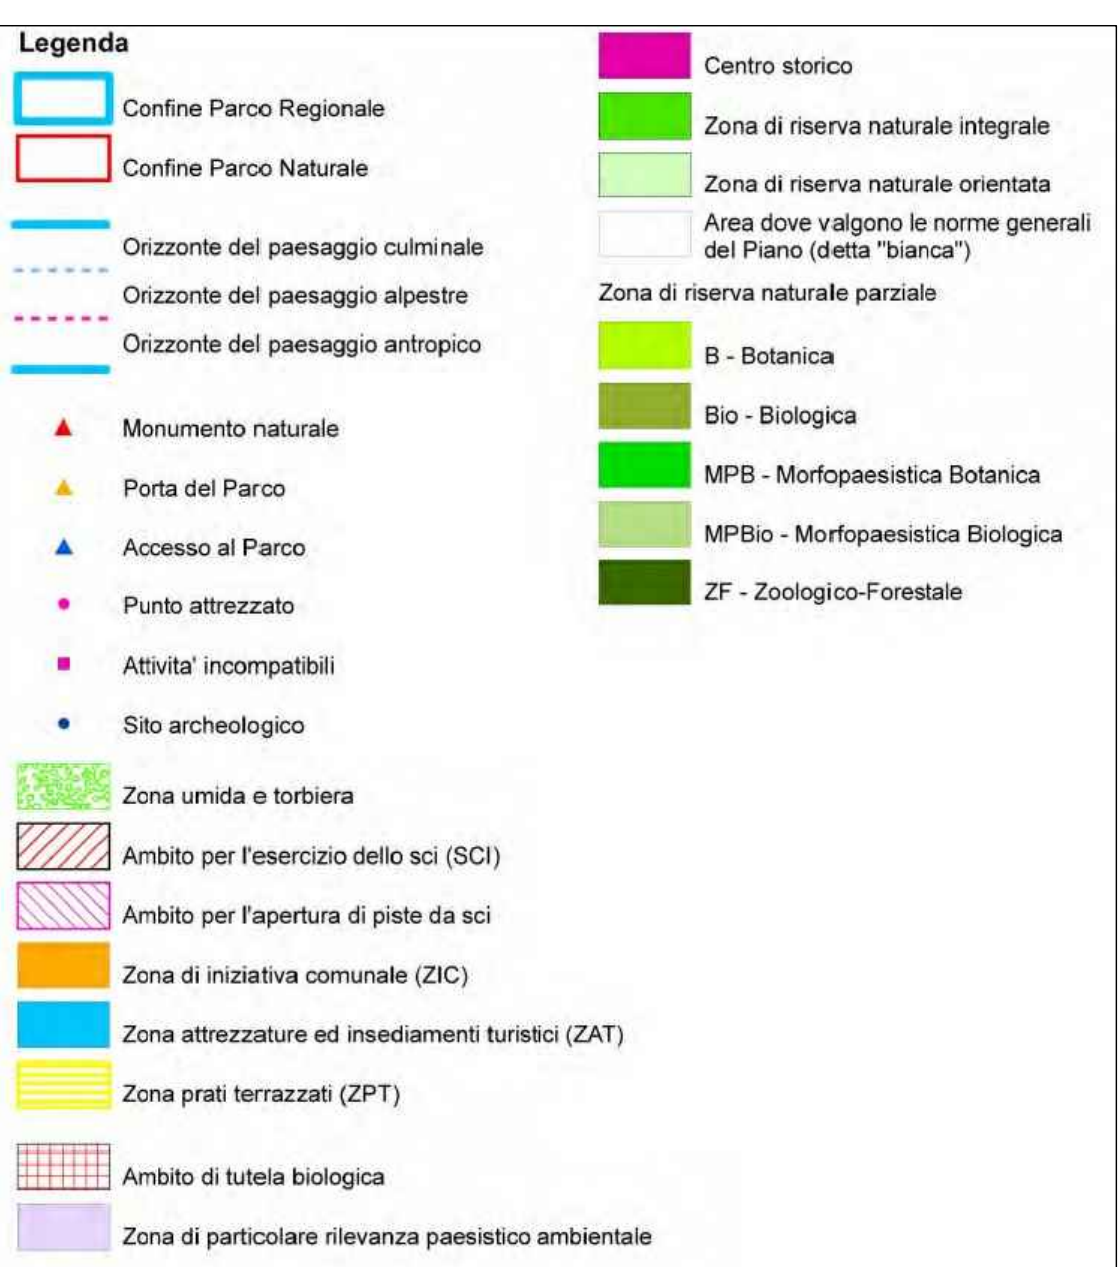 Legenda
Confine Parco Regionale
Confine Parco Naturale
Orizzonte del paesaggio culminale
Orizzonte del paesaggio alpestre
Orizzonte del paesaggio antropico
Monumento naturale
Porta del Parco
Accesso al Parco
Punto attrezzato
Attivita' incompatibili
Sito archeologico
Zona umida e torbiera
Ambito per l'esercizio dello sci (SCI)
Ambito per l'apertura di piste da sci
Zona di iniziativa comunale (ZIC)
Zona attrezzature ed insediamenti turistici (ZAT)
Zona prati terrazzati (ZPT)
Ambito di tutela biologica
Zona di particolare rilevanza paesistico ambientale
Centro storico
Zona di riserva naturale integrale
Zona di riserva naturale orientata
Area dove valgono le norme generali
del Piano (detta "bianca")
Zona di riserva naturale parziale
B - Botanica
Bio - Biologica
MPB - Morfopaesistica Botanica
MPBio - Morfopaesistica Biologica
ZF - Zoologico-Forestale